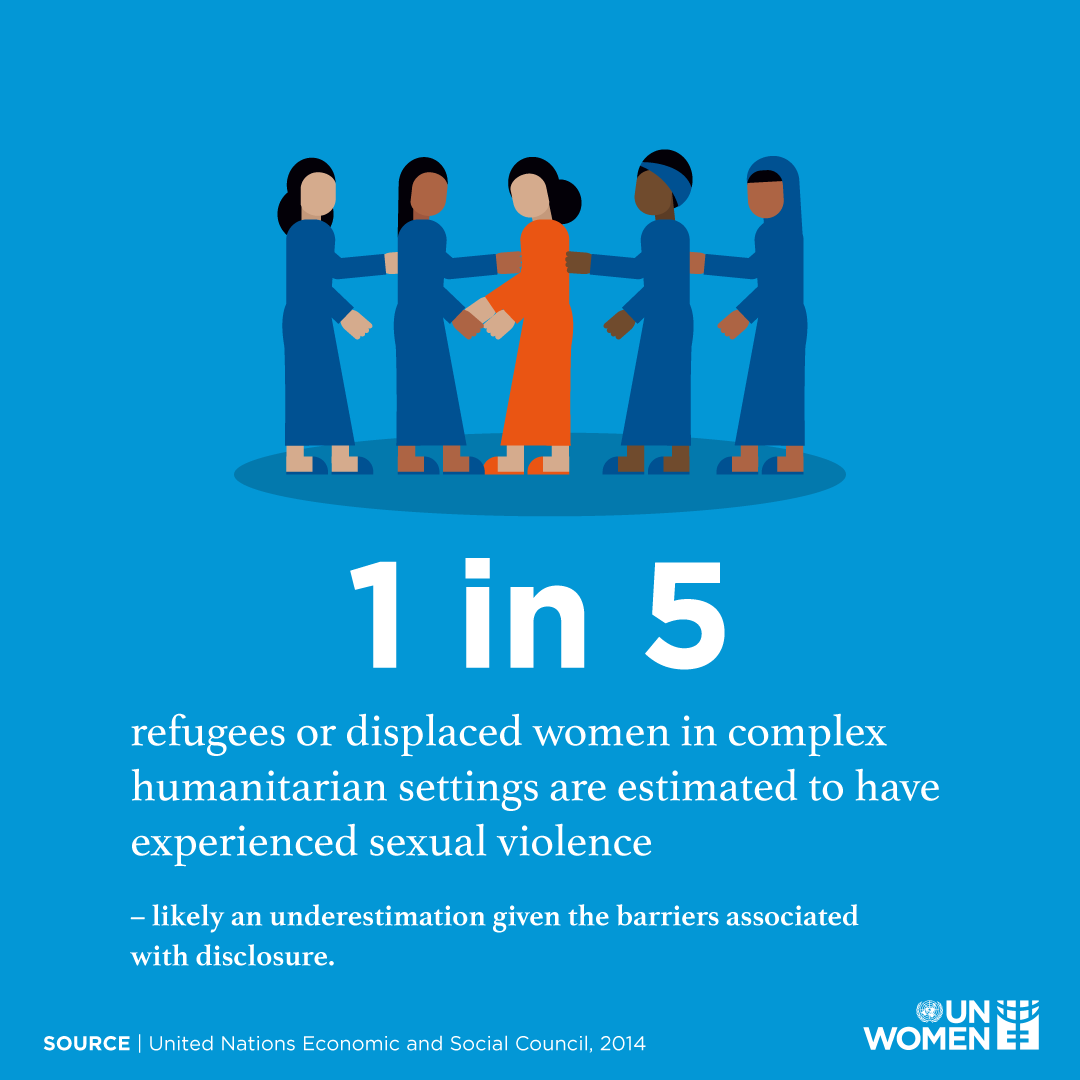 1 in 5
refugees or displaced women in complex
humanitarian settings are estimated to have
experienced sexual violence
– likely an underestimation given the barriers associated
with disclosure.
SOURCE | United Nations Economic and Social Council, 2014
UN
WOMEN